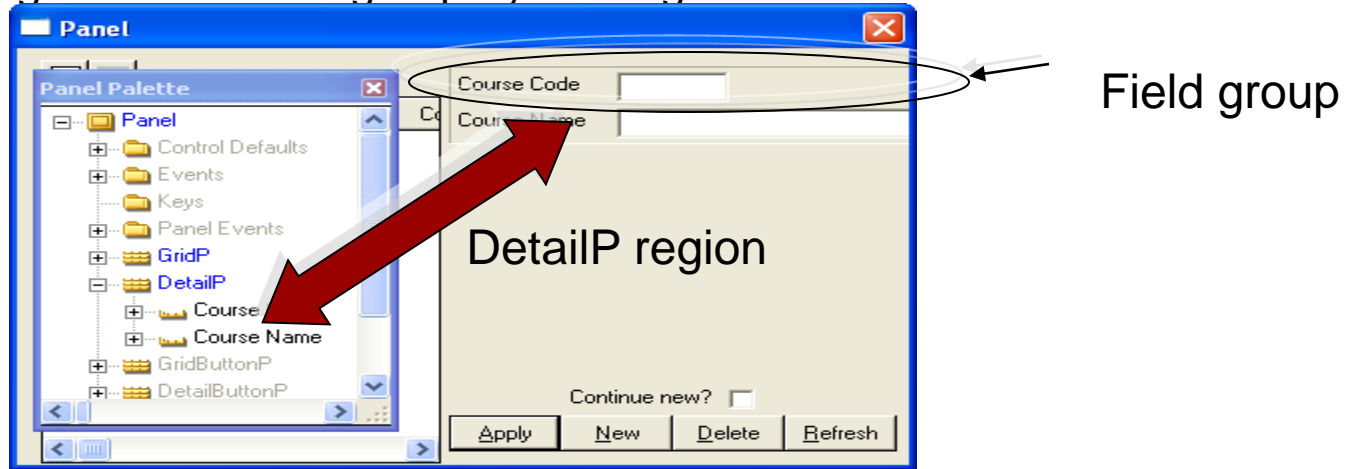 Panel
Panel Palette
Panel
Control Defaults
Events
Keys
Panel Events
GridP
DetailP
Course
Course Name
GridButtonP
DetailButtonP
Course Code
Course Name
Field group
DetailP region
Continue new?
Apply New Delete Refresh